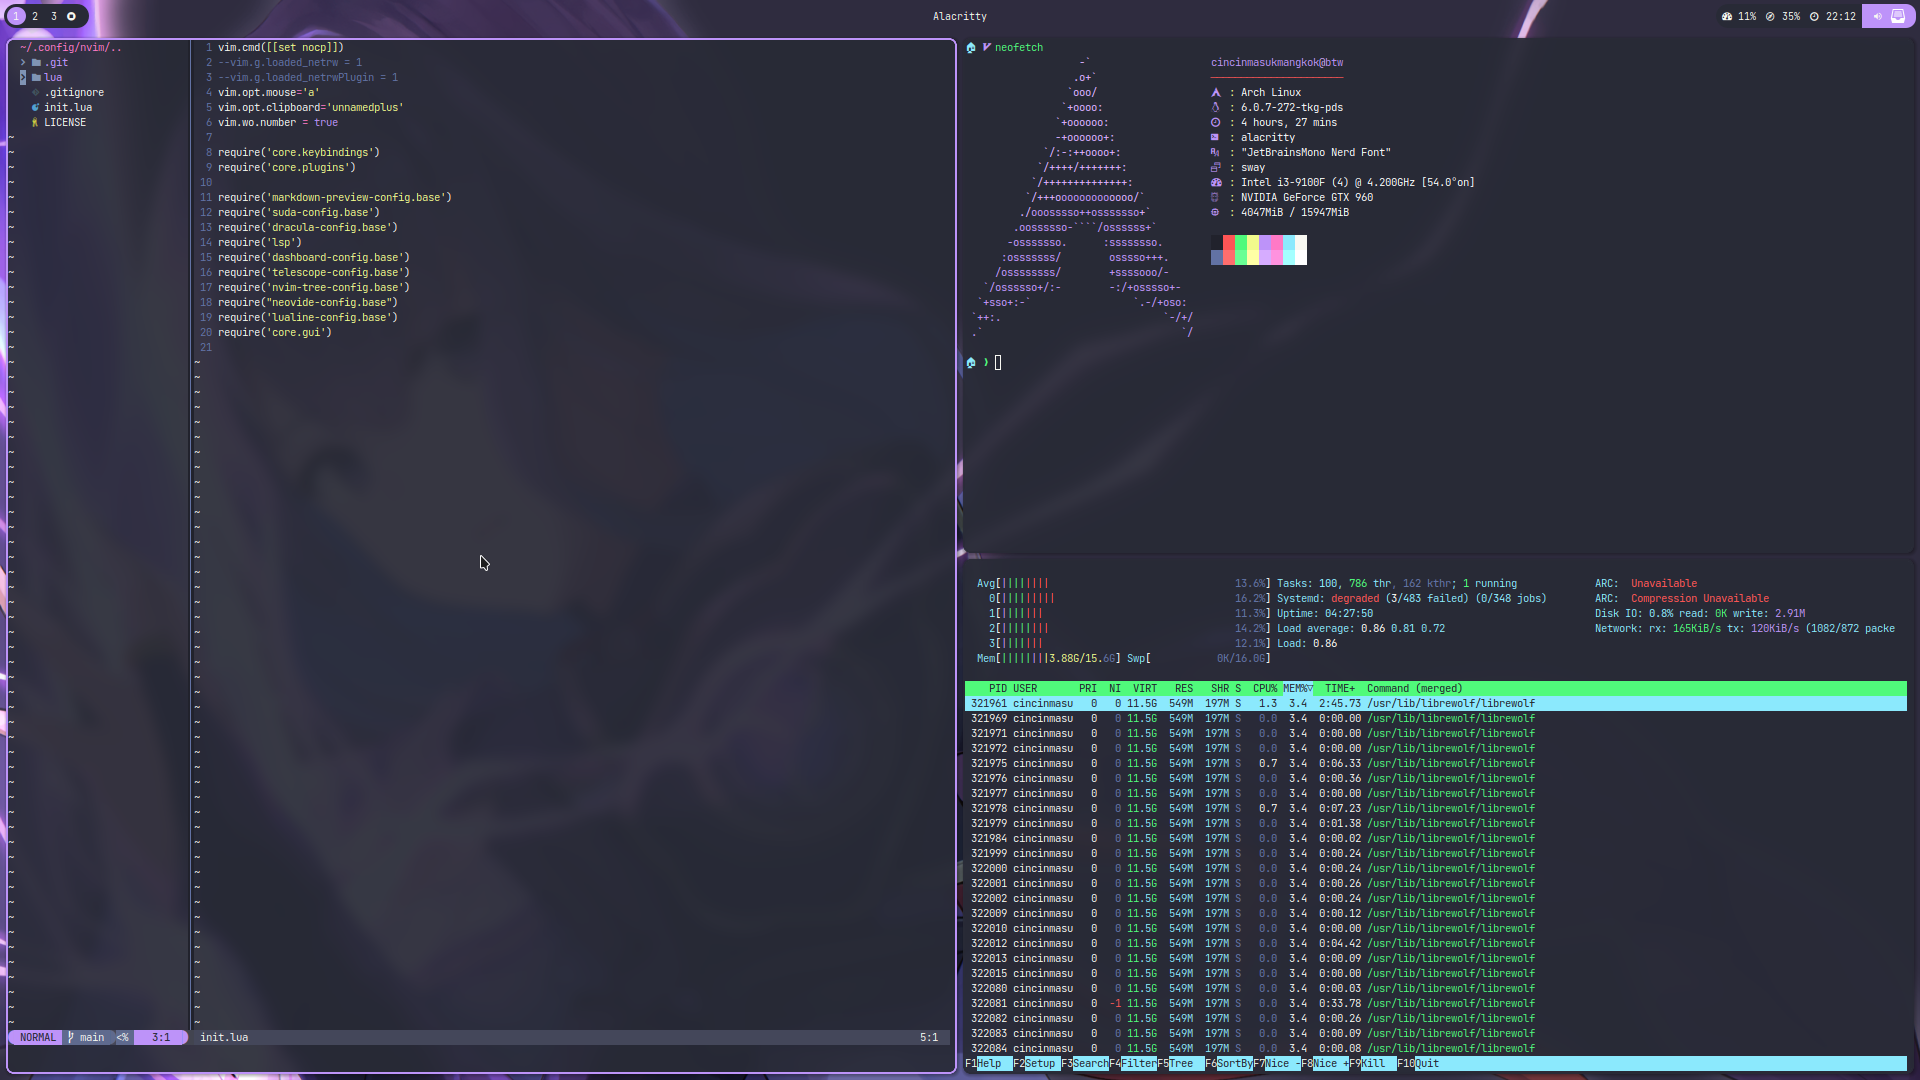 1 2 3
Alacritty
11% 35% 22:12
~/.config/nvim/..
.git
lua
.gitignore
init.lua
LICENSE
1 vim.cmd([[set nocp]])
2 --vim.g.loaded_netrw = 1
3 --vim.g.loaded_netrwPlugin = 1
4 vim.opt.mouse='a'
5 vim.opt.clipboard='unnamedplus'
6 vim.wo.number = true
7
8 require('core.keybindings')
9 require('core.plugins')
10
11 require('markdown-preview-config.base')
12 require('suda-config.base')
13 require('dracula-config.base')
14 require('lsp')
15 require('dashboard-config.base')
16 require('telescope-config.base')
17 require('nvim-tree-config.base')
18 require("neovide-config.base")
19 require('lualine-config.base')
20 require('core.gui')
21
NORMAL main <% 3:1
init.lua 5:1
neofetch
-`
.o+`
`ooo/
`+oooo:
`+oooooo:
-+oooooo+:
`/:-:++oooo+:
`/++++/+++++++:
`/++++++++++++++:
`/+++ooooooooooooo/`
./ooosssso++osssssso+`
.oossssso-````/ossssss+`
-osssssso.      :ssssssso.
:osssssss/        osssso+++.
/ossssssss/        +ssssooo/-
`/ossssso+/:-        -:/+osssso+-
`+sso+:-`                 `.-/+oso:
`++:.                           `-/+/
.`                                 `/
cincinmasukmangkok@btw
: Arch Linux
: 6.0.7-272-tkg-pds
: 4 hours, 27 mins
: alacritty
: "JetBrainsMono Nerd Font"
: sway
: Intel i3-9100F (4) @ 4.200GHz [54.0°on]
: NVIDIA GeForce GTX 960
: 4047MiB / 15947MiB
Avg[|||||||| 13.6%] Tasks: 100, 786 thr, 162 kthr; 1 running ARC: Unavailable
0[||||||||| 16.2%] Systemd: degraded (3/483 failed) (0/348 jobs) ARC: Compression Unavailable
1[||||||| 11.3%] Uptime: 04:27:50 Disk IO: 0.8% read: 0K write: 2.91M
2[|||||||| 14.2%] Load average: 0.86 0.81 0.72 Network: rx: 165KiB/s tx: 120KiB/s (1082/872 packe
3[||||||| 12.1%] Load: 0.86
Mem[||||||||3.88G/15.6G] Swp[ 0K/16.0G]
PID USER PRI NI VIRT RES SHR S CPU% MEM%▽ TIME+ Command (merged)
321961 cincinmasu 0 0 11.5G 549M 197M S 1.3 3.4 2:45.73 /usr/lib/librewolf/librewolf
321969 cincinmasu 0 0 11.5G 549M 197M S 0.0 3.4 0:00.00 /usr/lib/librewolf/librewolf
321971 cincinmasu 0 0 11.5G 549M 197M S 0.0 3.4 0:00.00 /usr/lib/librewolf/librewolf
321972 cincinmasu 0 0 11.5G 549M 197M S 0.0 3.4 0:00.00 /usr/lib/librewolf/librewolf
321975 cincinmasu 0 0 11.5G 549M 197M S 0.7 3.4 0:06.33 /usr/lib/librewolf/librewolf
321976 cincinmasu 0 0 11.5G 549M 197M S 0.0 3.4 0:00.36 /usr/lib/librewolf/librewolf
321977 cincinmasu 0 0 11.5G 549M 197M S 0.0 3.4 0:00.00 /usr/lib/librewolf/librewolf
321978 cincinmasu 0 0 11.5G 549M 197M S 0.7 3.4 0:07.23 /usr/lib/librewolf/librewolf
321979 cincinmasu 0 0 11.5G 549M 197M S 0.0 3.4 0:01.38 /usr/lib/librewolf/librewolf
321984 cincinmasu 0 0 11.5G 549M 197M S 0.0 3.4 0:00.02 /usr/lib/librewolf/librewolf
321999 cincinmasu 0 0 11.5G 549M 197M S 0.0 3.4 0:00.24 /usr/lib/librewolf/librewolf
322000 cincinmasu 0 0 11.5G 549M 197M S 0.0 3.4 0:00.24 /usr/lib/librewolf/librewolf
322001 cincinmasu 0 0 11.5G 549M 197M S 0.0 3.4 0:00.26 /usr/lib/librewolf/librewolf
322002 cincinmasu 0 0 11.5G 549M 197M S 0.0 3.4 0:00.24 /usr/lib/librewolf/librewolf
322009 cincinmasu 0 0 11.5G 549M 197M S 0.0 3.4 0:00.12 /usr/lib/librewolf/librewolf
322010 cincinmasu 0 0 11.5G 549M 197M S 0.0 3.4 0:00.00 /usr/lib/librewolf/librewolf
322012 cincinmasu 0 0 11.5G 549M 197M S 0.0 3.4 0:04.42 /usr/lib/librewolf/librewolf
322013 cincinmasu 0 0 11.5G 549M 197M S 0.0 3.4 0:00.09 /usr/lib/librewolf/librewolf
322015 cincinmasu 0 0 11.5G 549M 197M S 0.0 3.4 0:00.00 /usr/lib/librewolf/librewolf
322080 cincinmasu 0 0 11.5G 549M 197M S 0.0 3.4 0:00.03 /usr/lib/librewolf/librewolf
322081 cincinmasu 0 -1 11.5G 549M 197M S 0.0 3.4 0:33.78 /usr/lib/librewolf/librewolf
322082 cincinmasu 0 0 11.5G 549M 197M S 0.0 3.4 0:00.26 /usr/lib/librewolf/librewolf
322083 cincinmasu 0 0 11.5G 549M 197M S 0.0 3.4 0:00.09 /usr/lib/librewolf/librewolf
322084 cincinmasu 0 0 11.5G 549M 197M S 0.0 3.4 0:00.08 /usr/lib/librewolf/librewolf
F1Help F2Setup F3SearchF4FilterF5Tree F6SortByF7Nice -F8Nice +F9Kill F10Quit